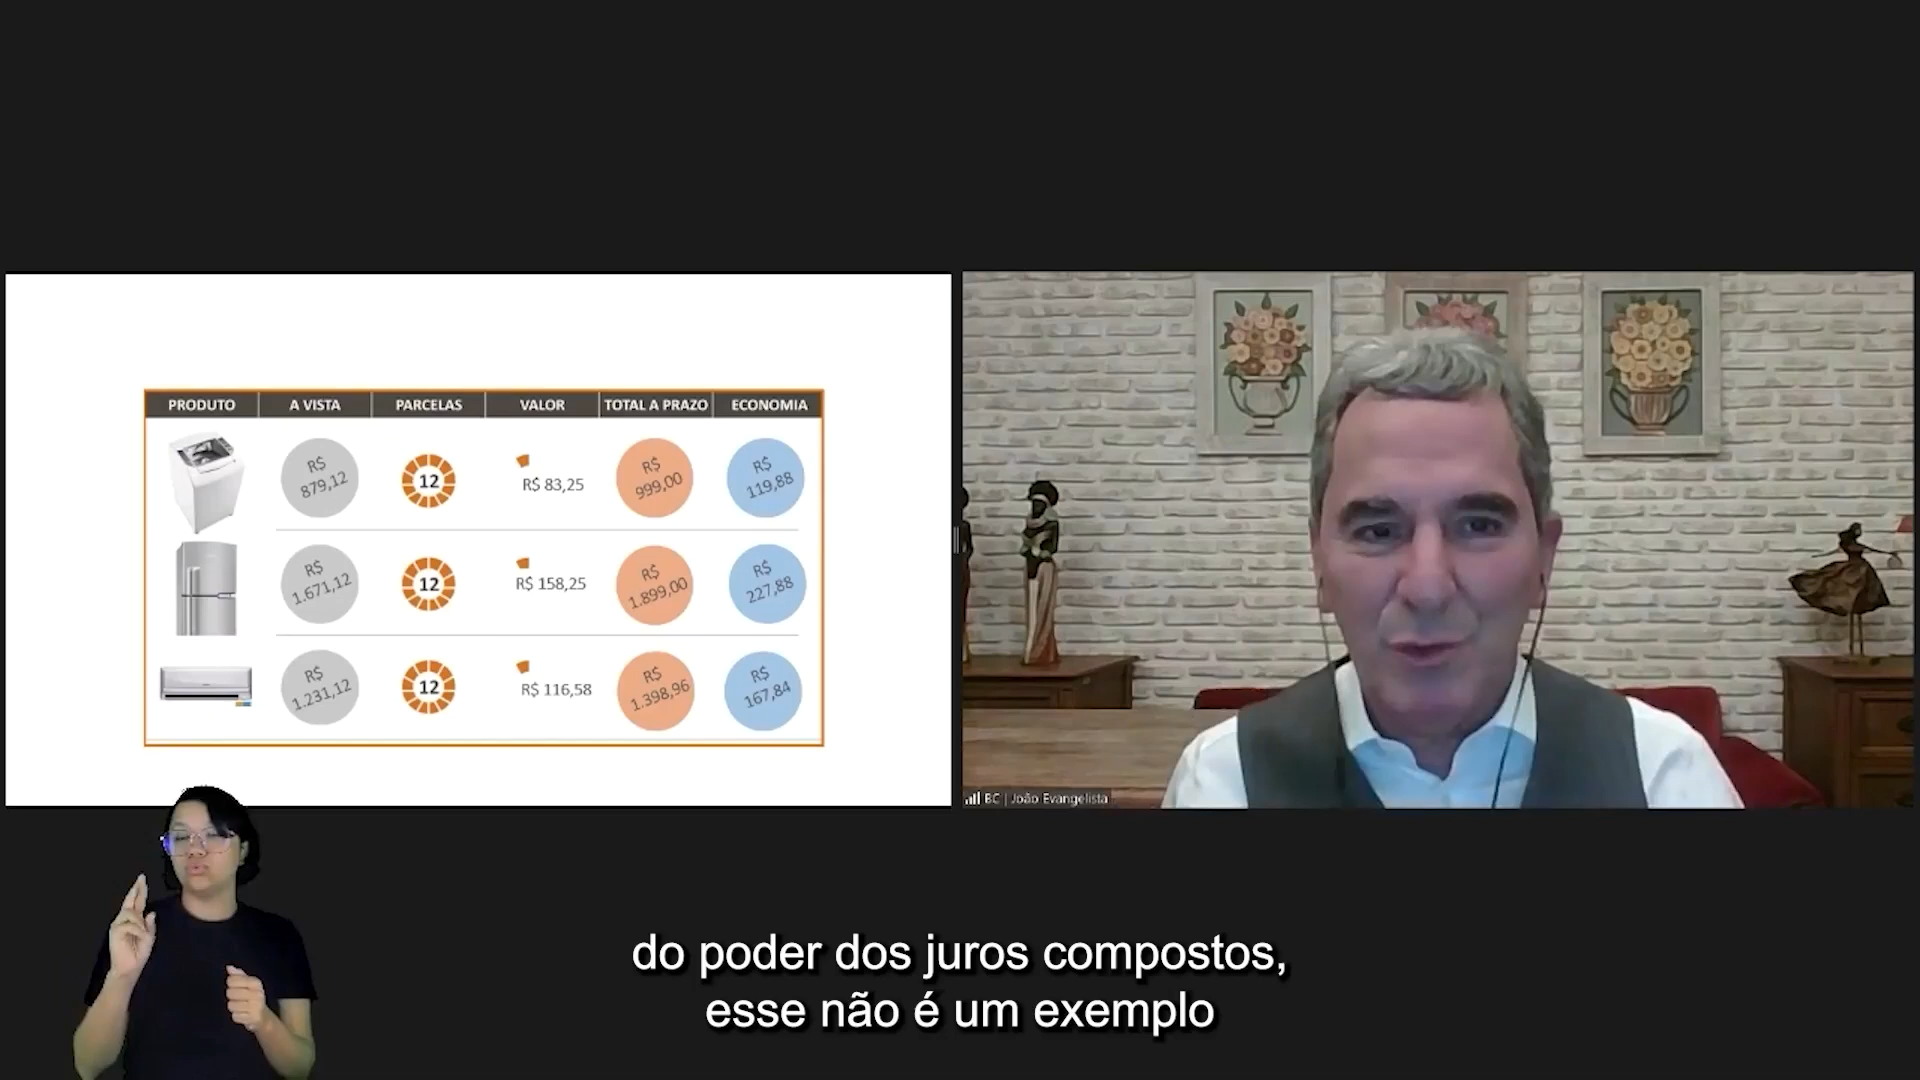 PRODUTO A VISTA PARCELAS VALOR TOTAL A PRAZO ECONOMIA
R$ 879,12 12 R$ 83,25 R$ 999,00 R$ 119,88
R$ 1.671,12 12 R$ 158,25 R$ 1.899,00 R$ 227,88
R$ 1.231,12 12 R$ 116,58 R$ 1.398,96 R$ 167,84
BC | João Evangelista
do poder dos juros compostos,
esse não é um exemplo